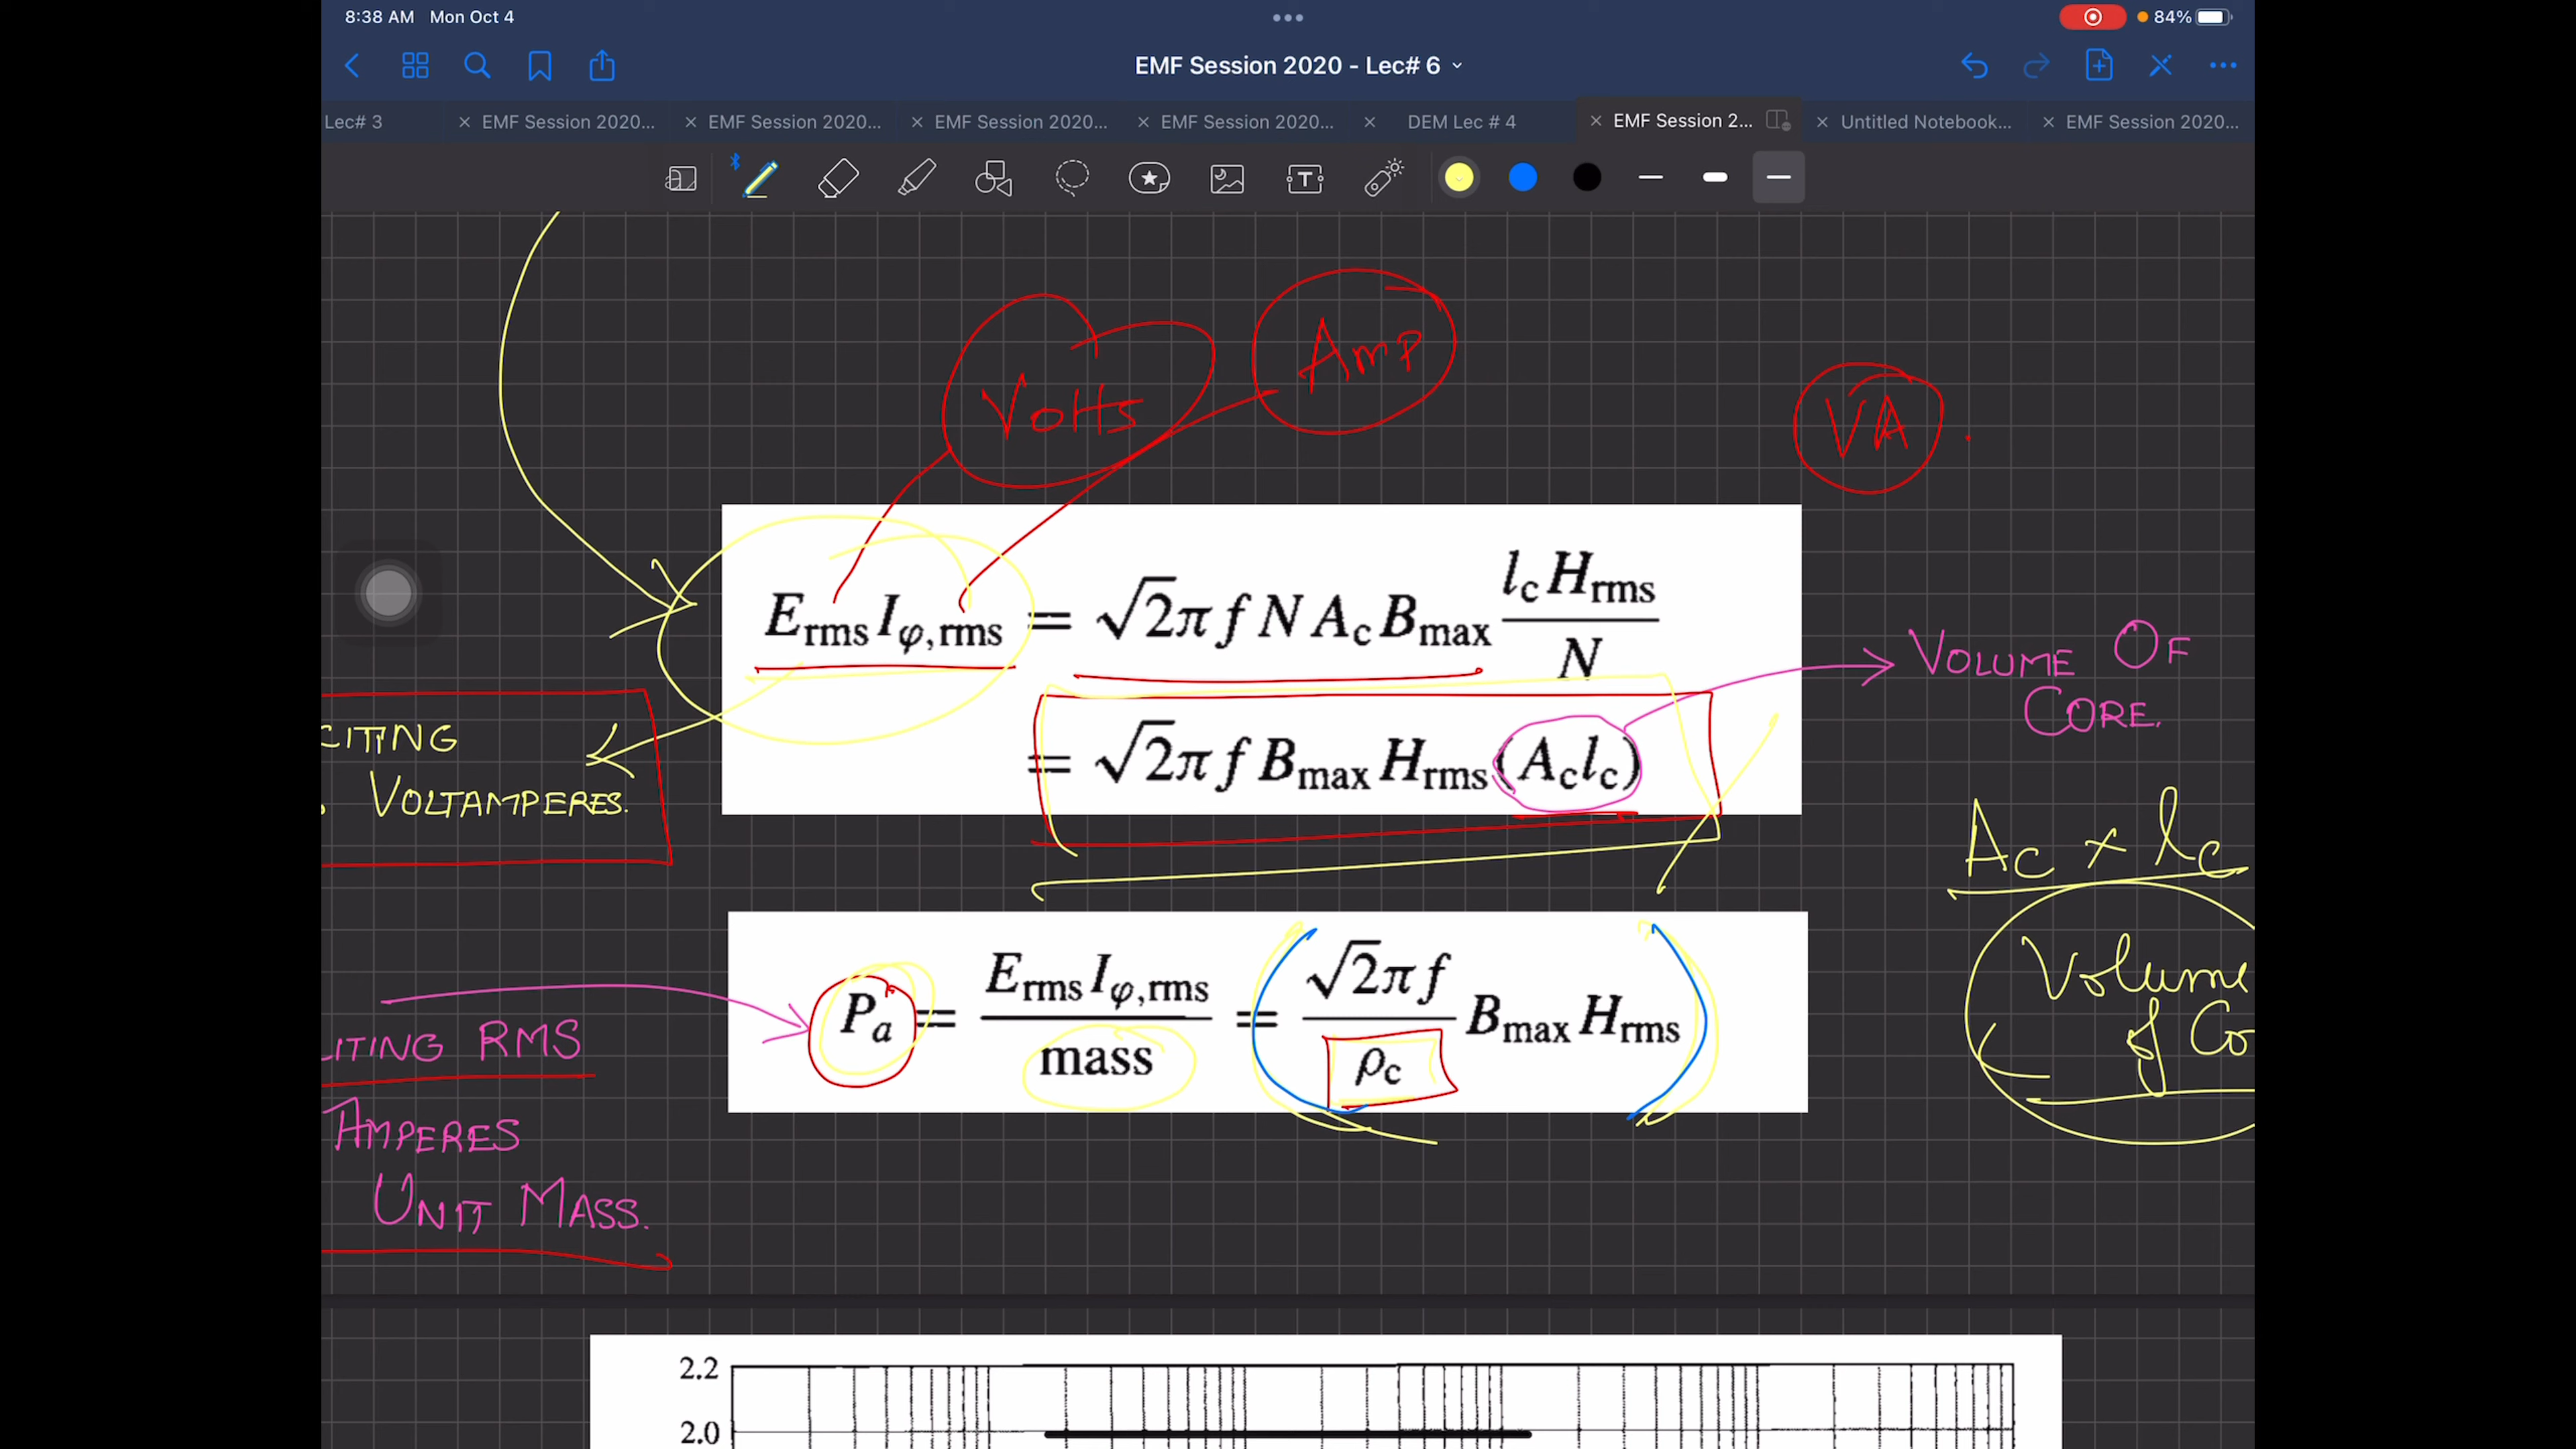 8:38 AM Mon Oct 4
84%
EMF Session 2020 - Lec# 6
Lec# 3
EMF Session 2020...
EMF Session 2020...
EMF Session 2020...
EMF Session 2020...
DEM Lec # 4
EMF Session 2...
Untitled Notebook...
EMF Session 2020...
Volts
Amp
VA.
E_rms I_φ,rms = √2π f N A_c B_max l_c H_rms / N
= √2π f B_max H_rms (A_c l_c)
VOLUME OF
CORE.
CITING
VOLTAMPERES.
A_c × l_c
Volume
of Co
P_a = E_rms I_φ,rms / mass = √2π f / ρ_c B_max H_rms
CITING RMS
AMPERES
UNIT MASS.
2.2
2.0